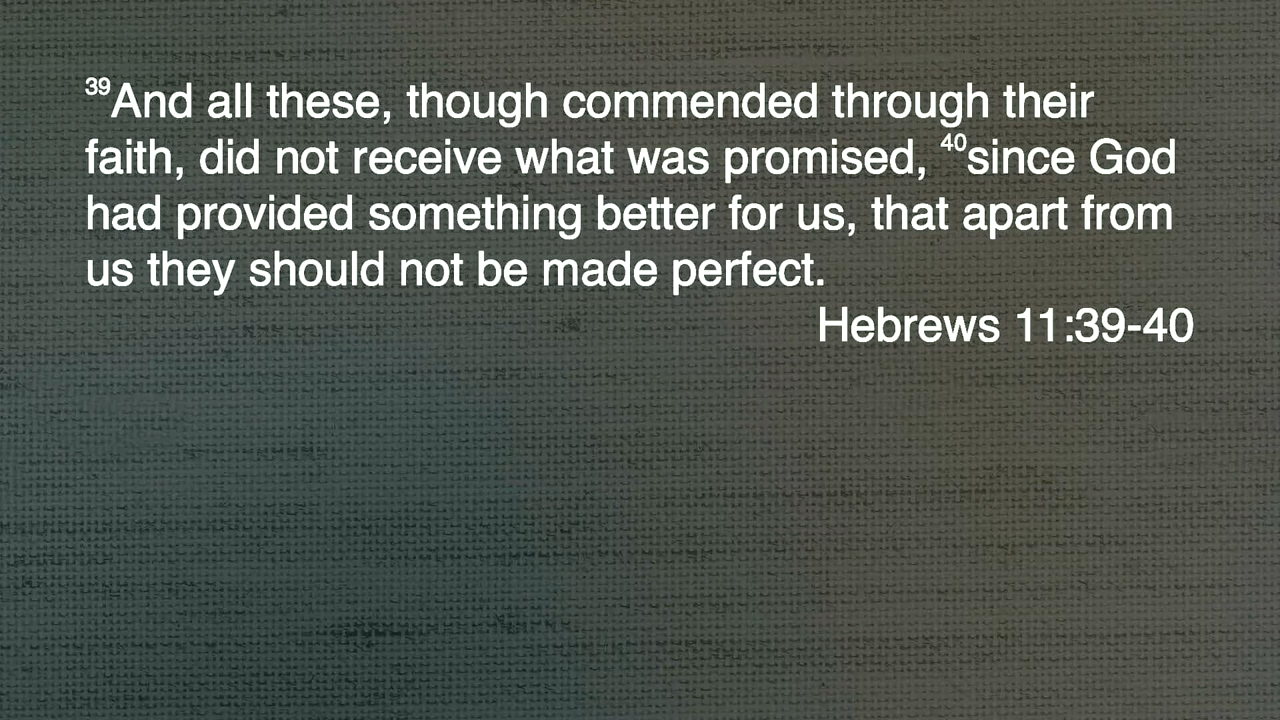 39And all these, though commended through their
faith, did not receive what was promised, 40since God
had provided something better for us, that apart from
us they should not be made perfect.
Hebrews 11:39-40